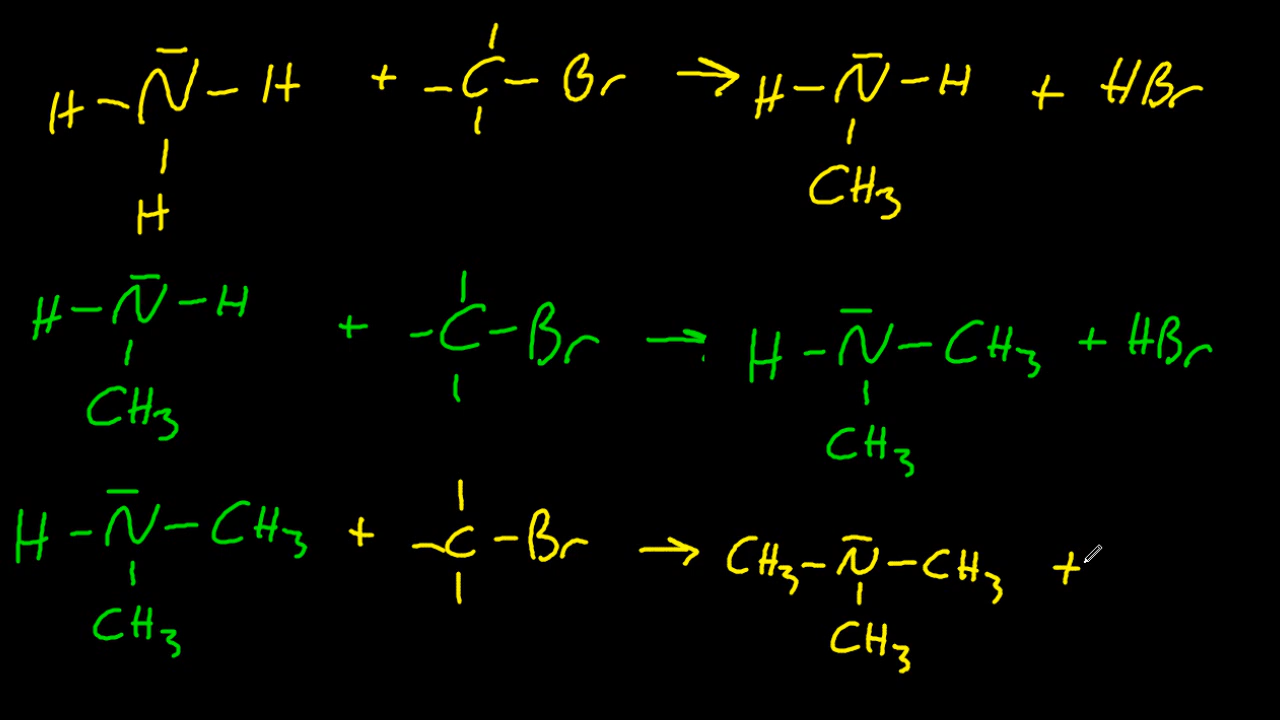 H-N̅-H + -C-Br → H-N̅-H + HBr
H CH₃
H-N̅-H + -C-Br → H-N̅-CH₃ + HBr
CH₃ CH₃
H-N̅-CH₃ + -C-Br → CH₃-N̅-CH₃ +
CH₃ CH₃